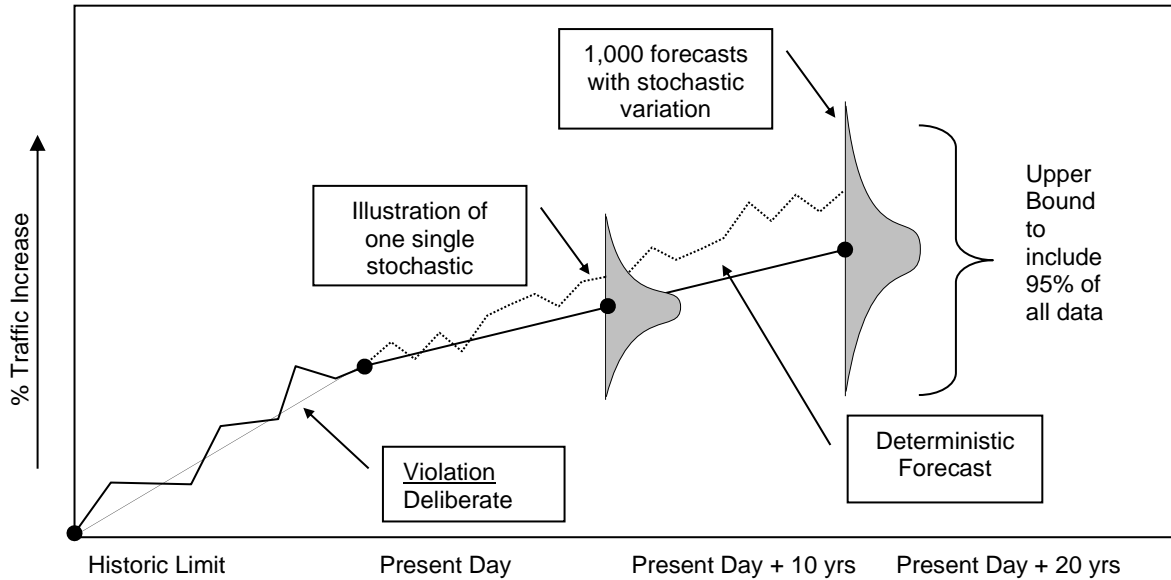 1,000 forecasts
with stochastic
variation
Upper
Bound
to
include
95% of
all data
Illustration of
one single
stochastic
% Traffic Increase
Deterministic
Forecast
Violation
Deliberate
Historic Limit
Present Day
Present Day + 10 yrs
Present Day + 20 yrs